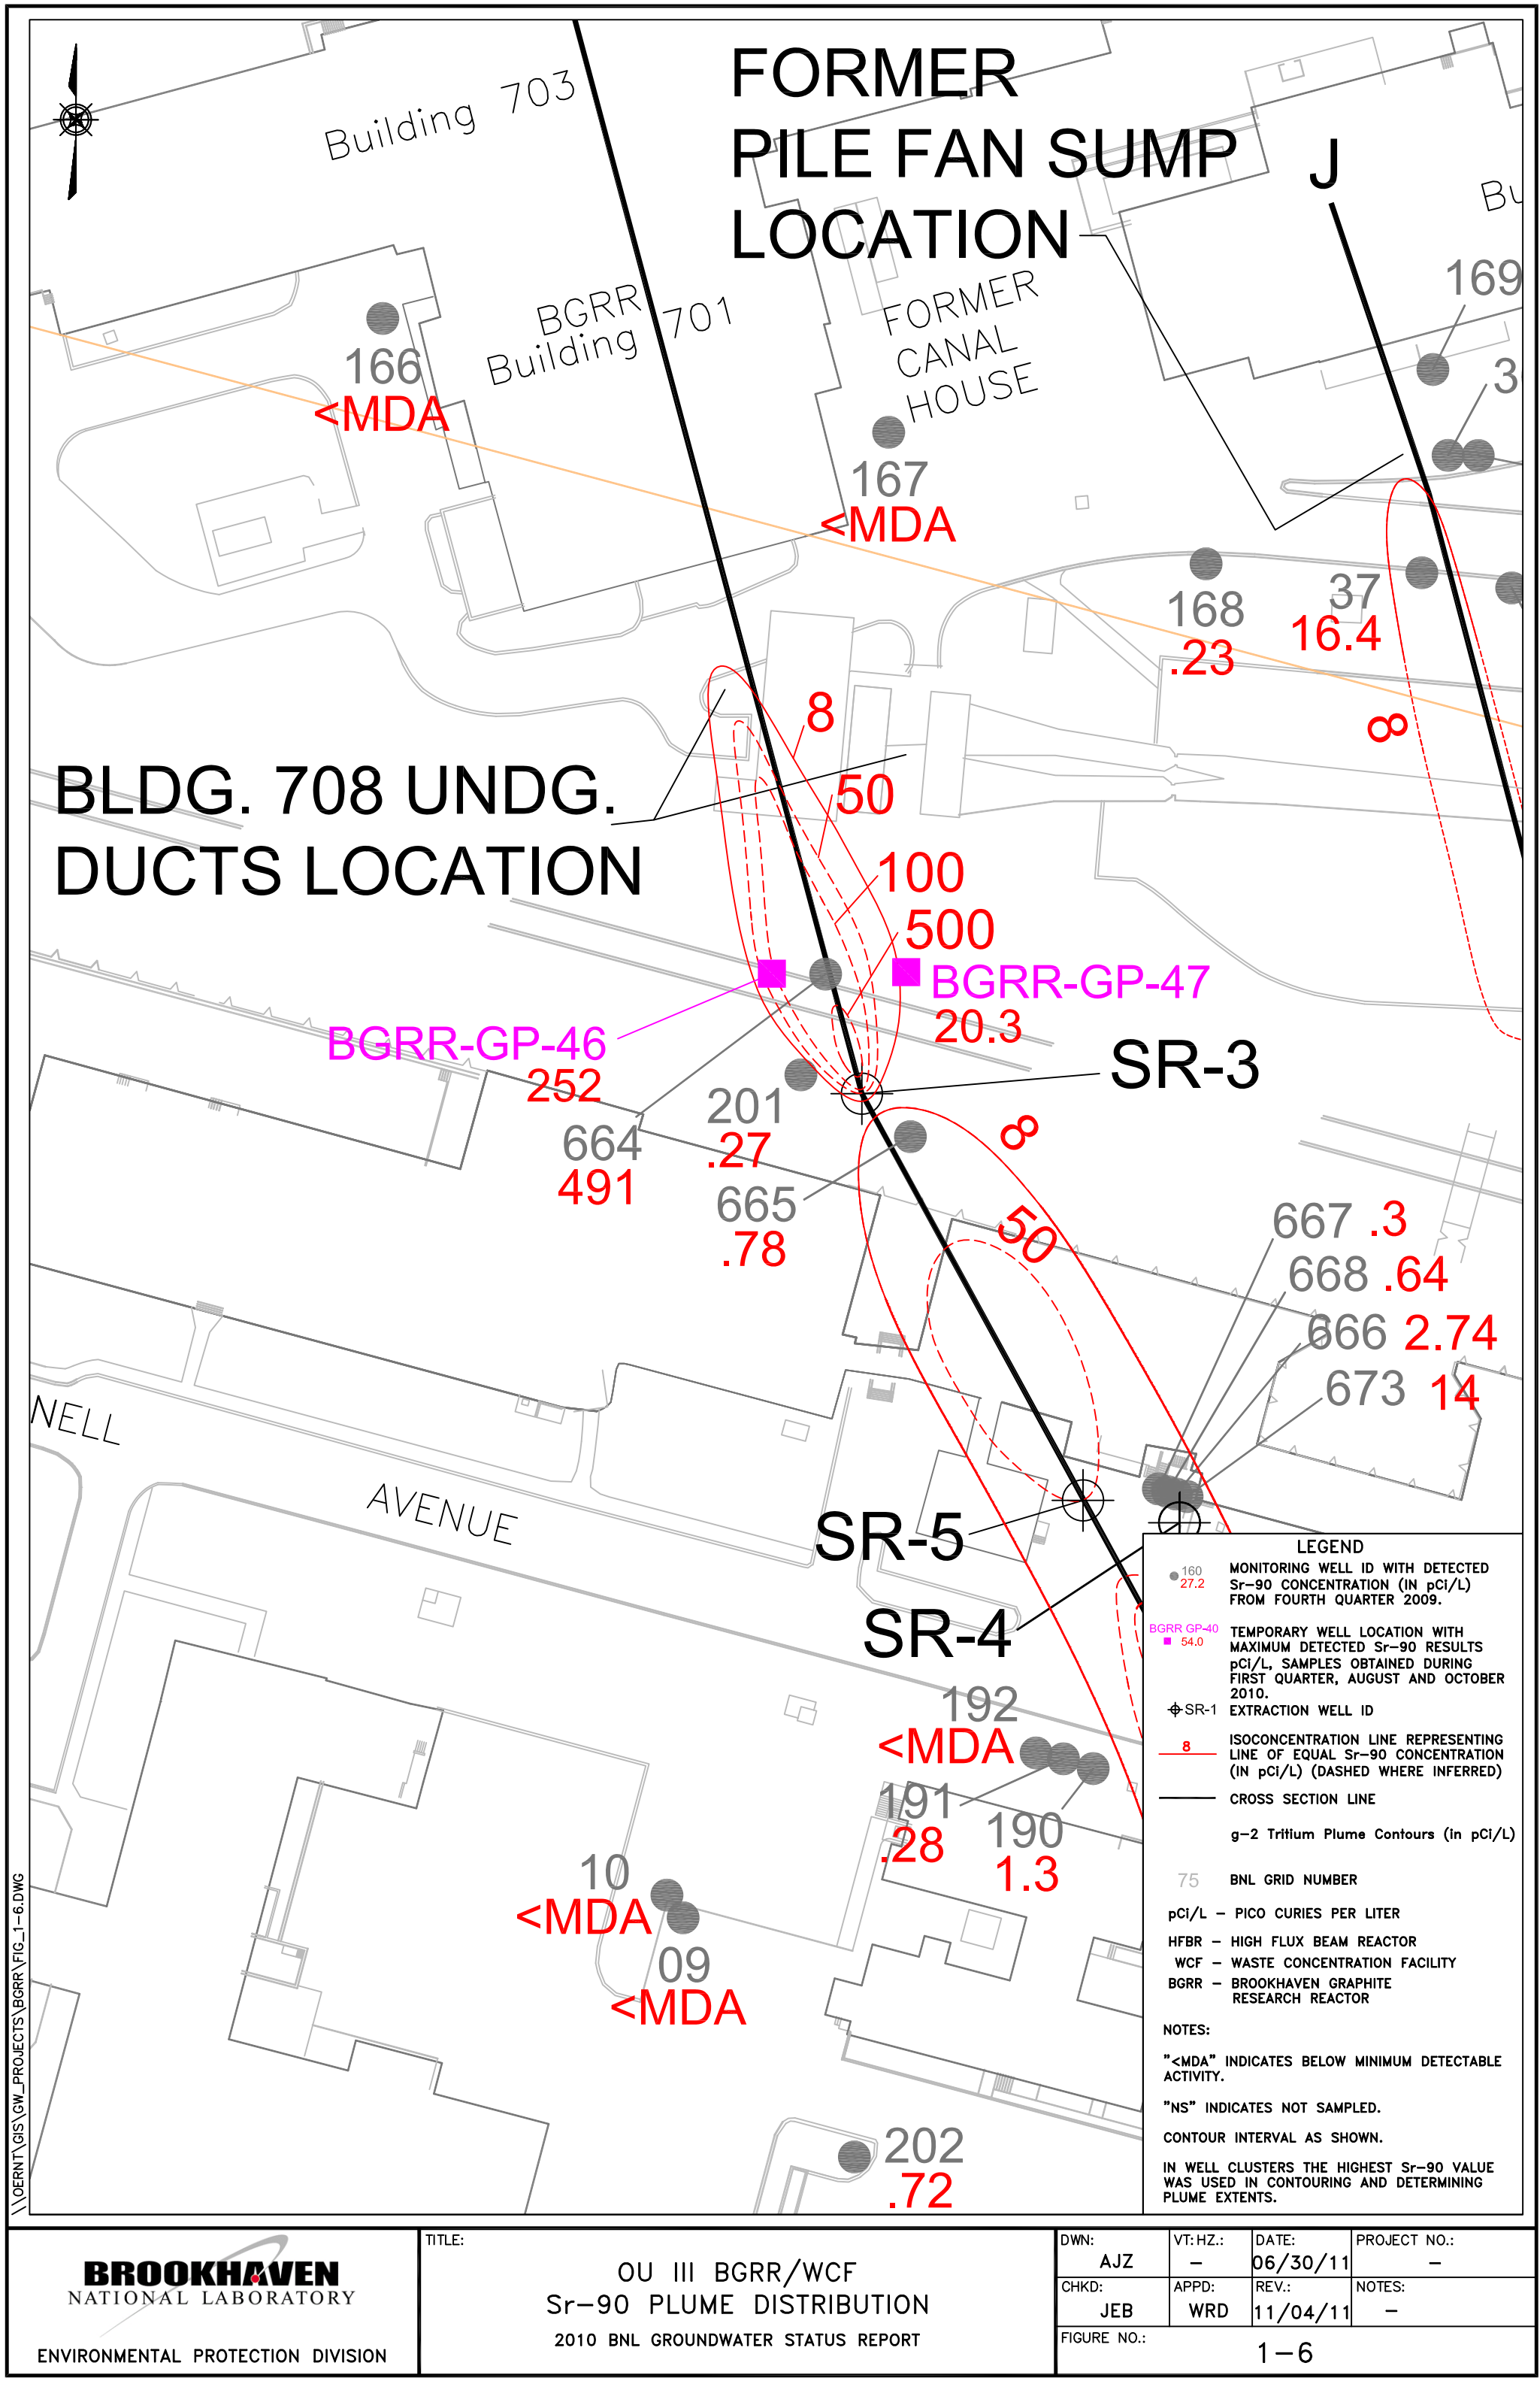 FORMER
PILE FAN SUMP
LOCATION
J
Building 703
BGRR
Building 701
FORMER
CANAL
HOUSE
169
3
166
<MDA
167
<MDA
168
.23
37
16.4
8
8
50
100
500
BLDG. 708 UNDG.
DUCTS LOCATION
BGRR-GP-47
20.3
BGRR-GP-46
252
SR-3
201
.27
664
491
665
.78
8
50
667 .3
668 .64
666 2.74
673 14
NELL
AVENUE
SR-5
SR-4
192
<MDA
191
.28
190
1.3
10
<MDA
09
<MDA
202
.72
LEGEND
160
27.2
MONITORING WELL ID WITH DETECTED
Sr-90 CONCENTRATION (IN pCi/L)
FROM FOURTH QUARTER 2009.
BGRR GP-40
54.0
TEMPORARY WELL LOCATION WITH
MAXIMUM DETECTED Sr-90 RESULTS
pCi/L, SAMPLES OBTAINED DURING
FIRST QUARTER, AUGUST AND OCTOBER
2010.
SR-1 EXTRACTION WELL ID
8
ISOCONCENTRATION LINE REPRESENTING
LINE OF EQUAL Sr-90 CONCENTRATION
(IN pCi/L) (DASHED WHERE INFERRED)
CROSS SECTION LINE
g-2 Tritium Plume Contours (in pCi/L)
75 BNL GRID NUMBER
pCi/L - PICO CURIES PER LITER
HFBR - HIGH FLUX BEAM REACTOR
WCF - WASTE CONCENTRATION FACILITY
BGRR - BROOKHAVEN GRAPHITE
RESEARCH REACTOR
NOTES:
"<MDA" INDICATES BELOW MINIMUM DETECTABLE
ACTIVITY.
"NS" INDICATES NOT SAMPLED.
CONTOUR INTERVAL AS SHOWN.
IN WELL CLUSTERS THE HIGHEST Sr-90 VALUE
WAS USED IN CONTOURING AND DETERMINING
PLUME EXTENTS.
\\OERNT\GIS\GW_PROJECTS\BGRR\FIG_1-6.DWG
BROOKHAVEN
NATIONAL LABORATORY
ENVIRONMENTAL PROTECTION DIVISION
TITLE:
OU III BGRR/WCF
Sr-90 PLUME DISTRIBUTION
2010 BNL GROUNDWATER STATUS REPORT
DWN:
AJZ
VT: HZ.:
-
DATE:
06/30/11
PROJECT NO.:
-
CHKD:
JEB
APPD:
WRD
REV.:
11/04/11
NOTES:
-
FIGURE NO.:
1-6